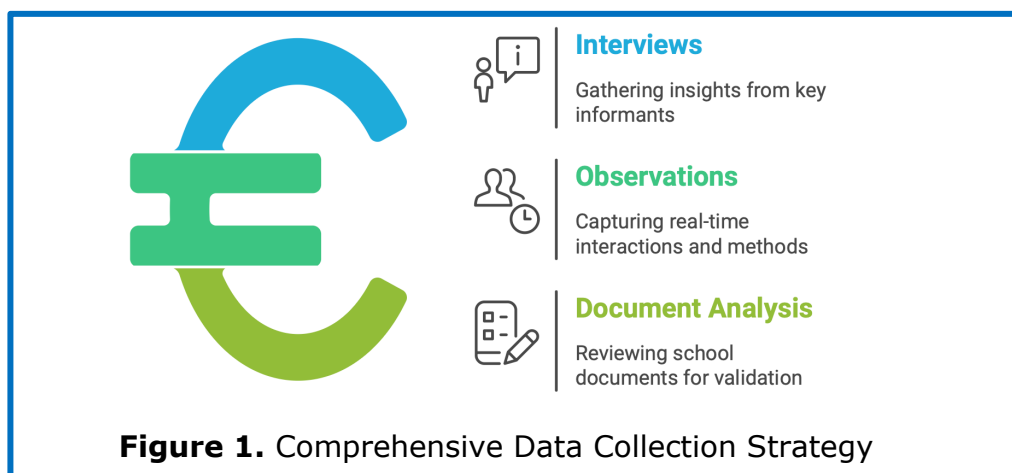 Interviews
Gathering insights from key
informants
Observations
Capturing real-time
interactions and methods
Document Analysis
Reviewing school
documents for validation
Figure 1. Comprehensive Data Collection Strategy